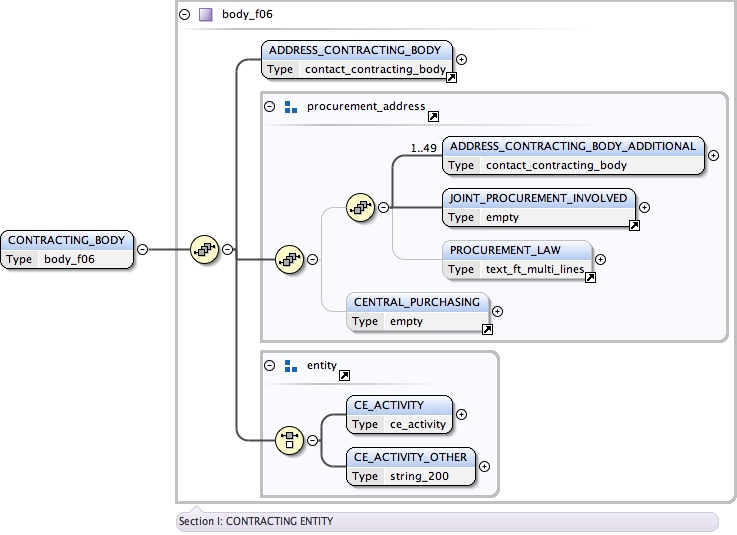 body_f06
ADDRESS_CONTRACTING_BODY
Type contact_contracting_body
procurement_address
1..49
ADDRESS_CONTRACTING_BODY_ADDITIONAL
Type contact_contracting_body
JOINT_PROCUREMENT_INVOLVED
Type empty
PROCUREMENT_LAW
Type text_ft_multi_lines
CONTRACTING_BODY
Type body_f06
CENTRAL_PURCHASING
Type empty
entity
CE_ACTIVITY
Type ce_activity
CE_ACTIVITY_OTHER
Type string_200
Section I: CONTRACTING ENTITY